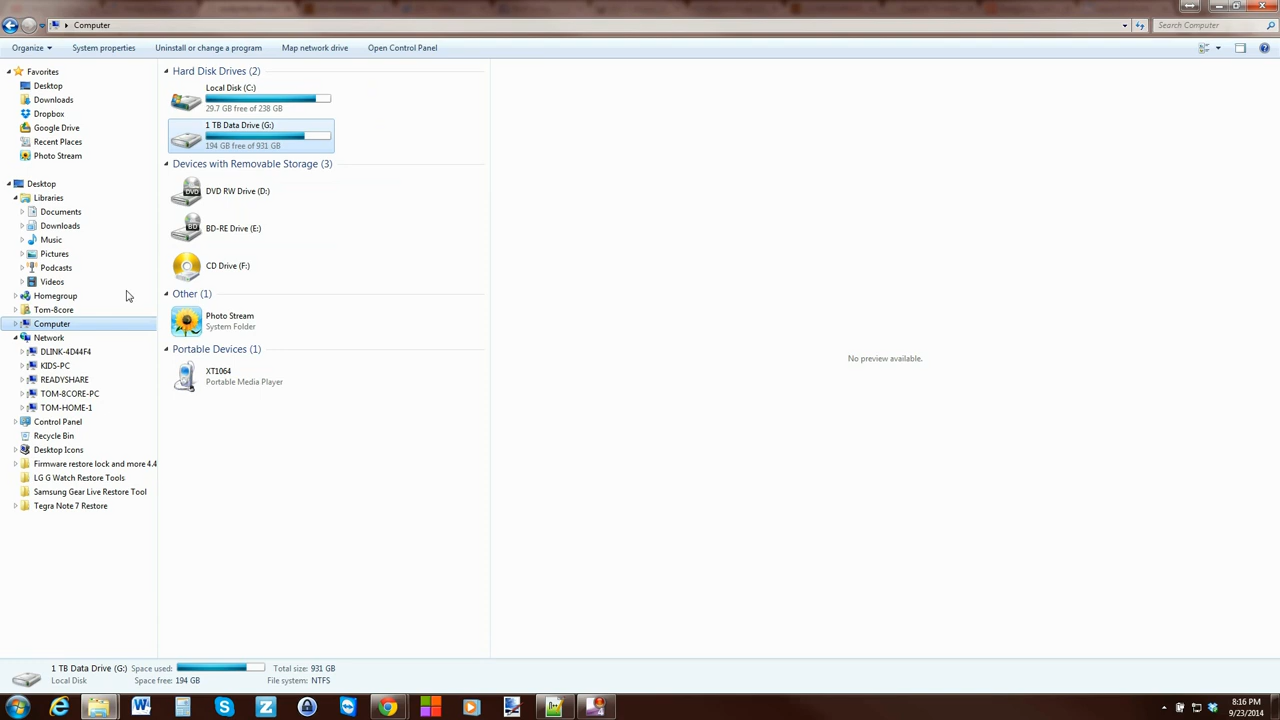 Computer
Search Computer
Organize
System properties
Uninstall or change a program
Map network drive
Open Control Panel
Favorites
Desktop
Downloads
Dropbox
Google Drive
Recent Places
Photo Stream
Desktop
Libraries
Documents
Downloads
Music
Pictures
Podcasts
Videos
Homegroup
Tom-8core
Computer
Network
DLINK-4D44F4
KIDS-PC
READYSHARE
TOM-8CORE-PC
TOM-HOME-1
Control Panel
Recycle Bin
Desktop Icons
Firmware restore lock and more 4.4
LG G Watch Restore Tools
Samsung Gear Live Restore Tool
Tegra Note 7 Restore
Hard Disk Drives (2)
Local Disk (C:)
29.7 GB free of 238 GB
1 TB Data Drive (G:)
194 GB free of 931 GB
Devices with Removable Storage (3)
DVD
DVD RW Drive (D:)
BD
BD-RE Drive (E:)
CD Drive (F:)
Other (1)
Photo Stream
System Folder
Portable Devices (1)
XT1064
Portable Media Player
No preview available.
1 TB Data Drive (G:) Space used: Total size: 931 GB
Local Disk Space free: 194 GB File system: NTFS
8:16 PM
9/23/2014